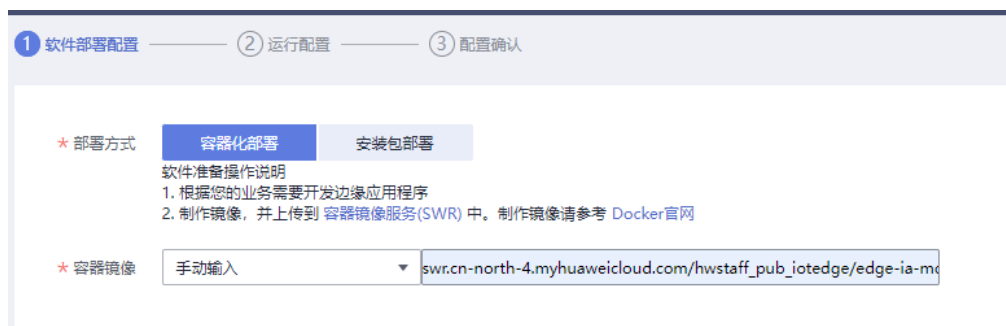 1 软件部署配置 2 运行配置 3 配置确认
* 部署方式 容器化部署 安装包部署
软件准备操作说明
1. 根据您的业务需要开发边缘应用程序
2. 制作镜像，并上传到 容器镜像服务(SWR) 中。制作镜像请参考 Docker官网
* 容器镜像 手动输入 swr.cn-north-4.myhuaweicloud.com/hwstaff_pub_iotedge/edge-ia-mo